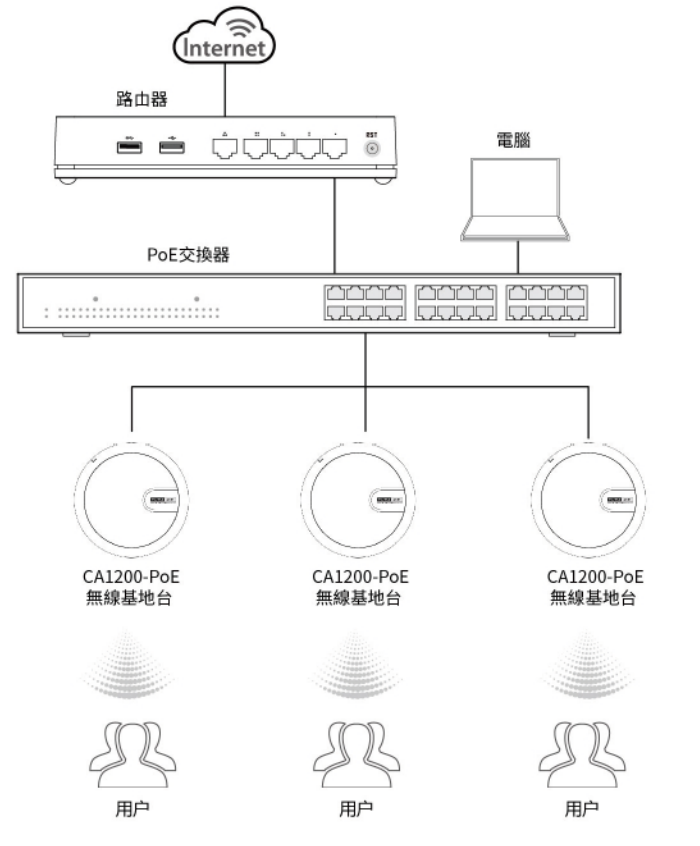 Internet
路由器
RST
電腦
PoE交換器
CA1200-PoE
無線基地台
CA1200-PoE
無線基地台
CA1200-PoE
無線基地台
用户
用户
用户